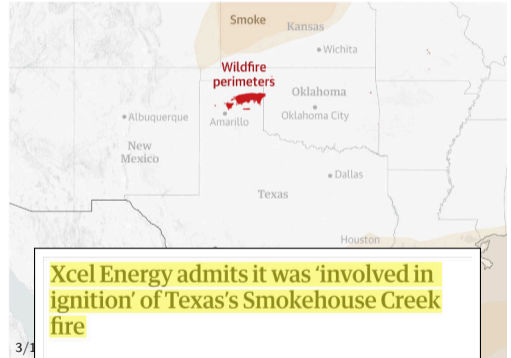 Smoke
Kansas
Wichita
Wildfire
perimeters
Oklahoma
Albuquerque
Amarillo
Oklahoma City
New
Mexico
Dallas
Texas
Houston
Xcel Energy admits it was ‘involved in
ignition’ of Texas’s Smokehouse Creek
fire
3/1